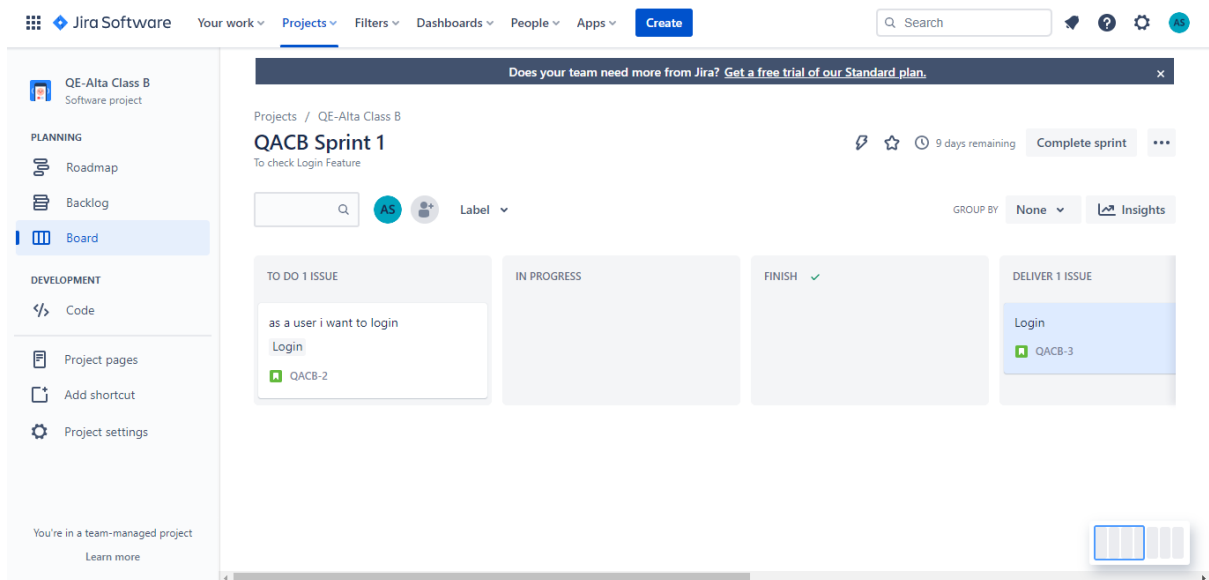 Jira Software
Your work
Projects
Filters
Dashboards
People
Apps
Create
Search
AS
QE-Alta Class B
Software project
PLANNING
Roadmap
Backlog
Board
DEVELOPMENT
Code
Project pages
Add shortcut
Project settings
You're in a team-managed project
Learn more
Does your team need more from Jira? Get a free trial of our Standard plan.
Projects / QE-Alta Class B
QACB Sprint 1
To check Login Feature
9 days remaining
Complete sprint
AS
Label
GROUP BY
None
Insights
TO DO 1 ISSUE
as a user i want to login
Login
QACB-2
IN PROGRESS
FINISH
DELIVER 1 ISSUE
Login
QACB-3